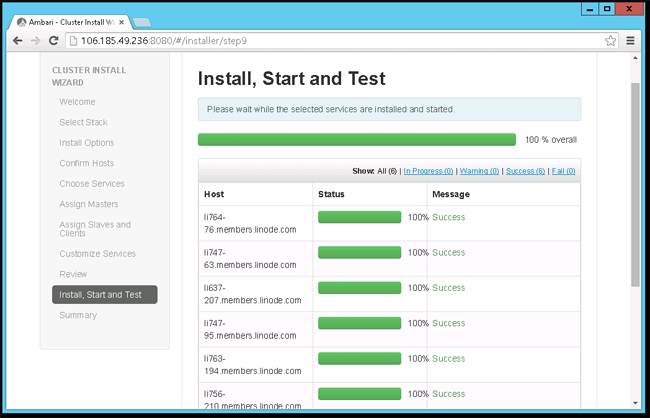 Ambari - Cluster Install W
106.185.49.236:8080/#/installer/step9
CLUSTER INSTALL
WIZARD
Welcome
Select Stack
Install Options
Confirm Hosts
Choose Services
Assign Masters
Assign Slaves and
Clients
Customize Services
Review
Install, Start and Test
Summary
Install, Start and Test
Please wait while the selected services are installed and started.
100 % overall
Show: All (6) | In Progress (0) | Warning (0) | Success (6) | Fail (0)
Host Status Message
li764-
76.members.linode.com 100% Success
li747-
63.members.linode.com 100% Success
li637-
207.members.linode.com 100% Success
li747-
95.members.linode.com 100% Success
li763-
194.members.linode.com 100% Success
li756-
210.members.linode.com 100% Success